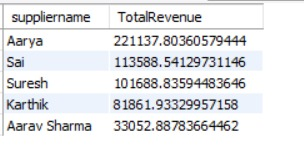 suppliername TotalRevenue
Aarya 221137.80360579444
Sai 113588.54129731146
Suresh 101688.83594483646
Karthik 81861.93329957158
Aarav Sharma 33052.88783664462